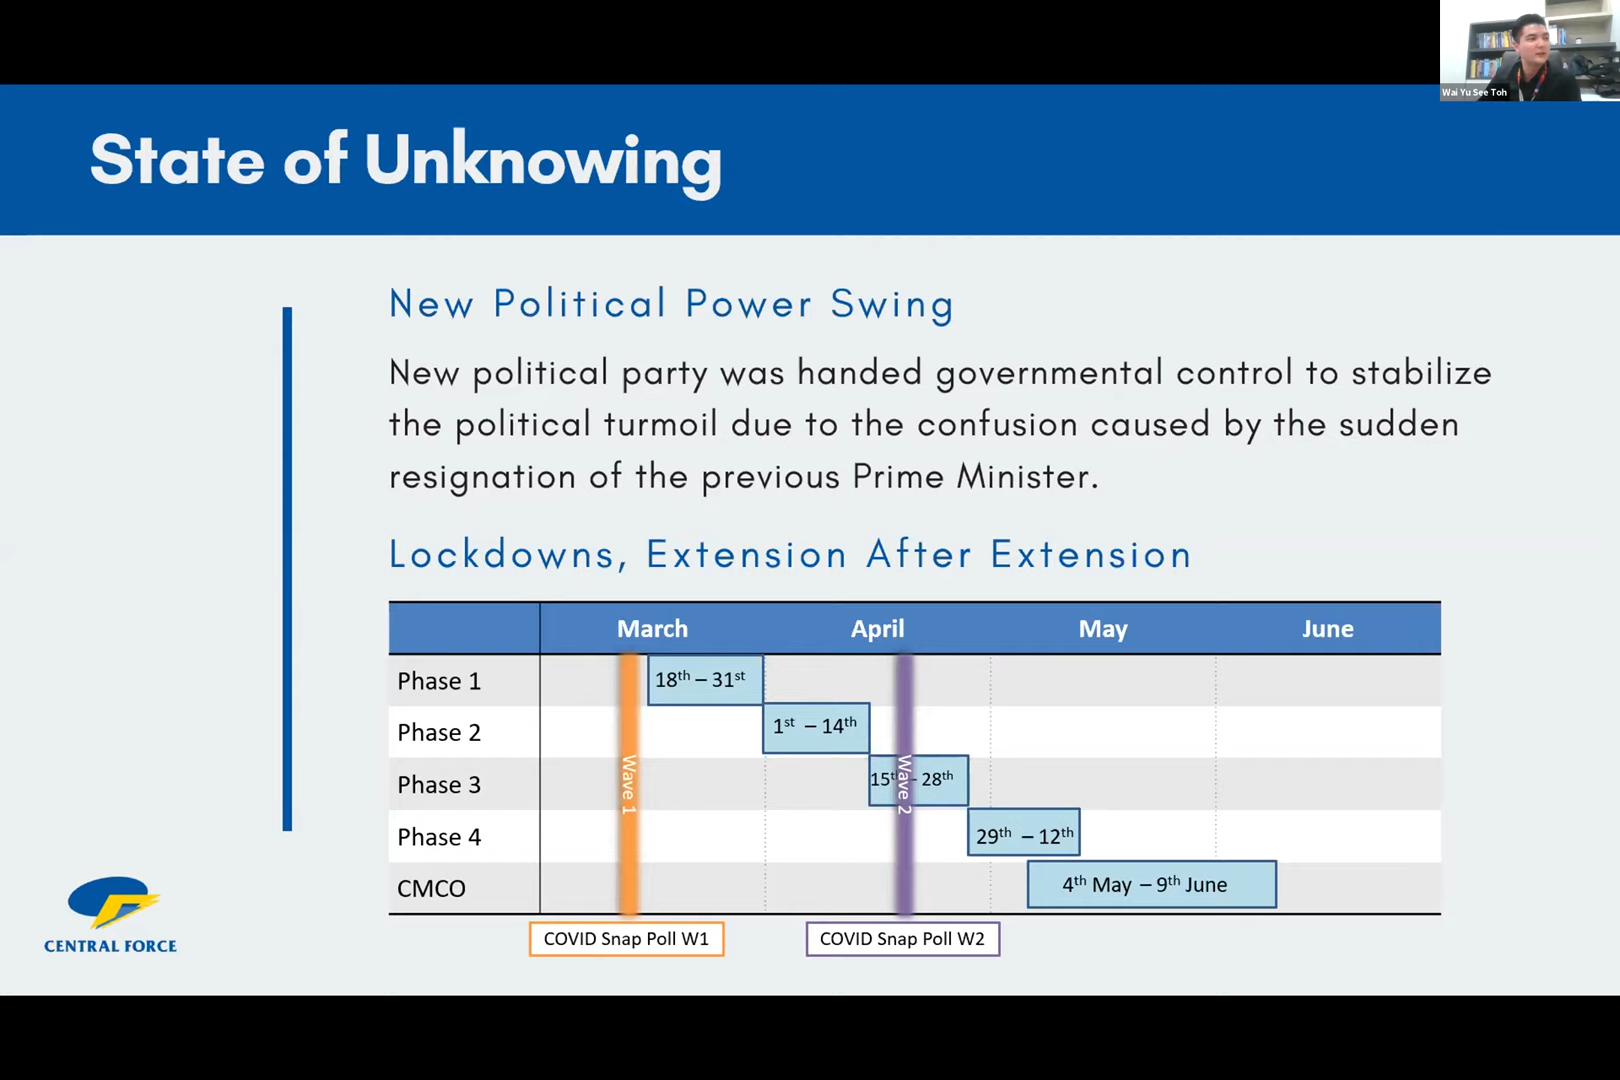 Wai Yu See Toh
State of Unknowing
New Political Power Swing
New political party was handed governmental control to stabilize
the political turmoil due to the confusion caused by the sudden
resignation of the previous Prime Minister.
Lockdowns, Extension After Extension
March April May June
Phase 1 18th – 31st
Phase 2 1st – 14th
Phase 3 15t - 28th
Phase 4 29th – 12th
CMCO 4th May – 9th June
Wave 1
Wave 2
COVID Snap Poll W1 COVID Snap Poll W2
CENTRAL FORCE